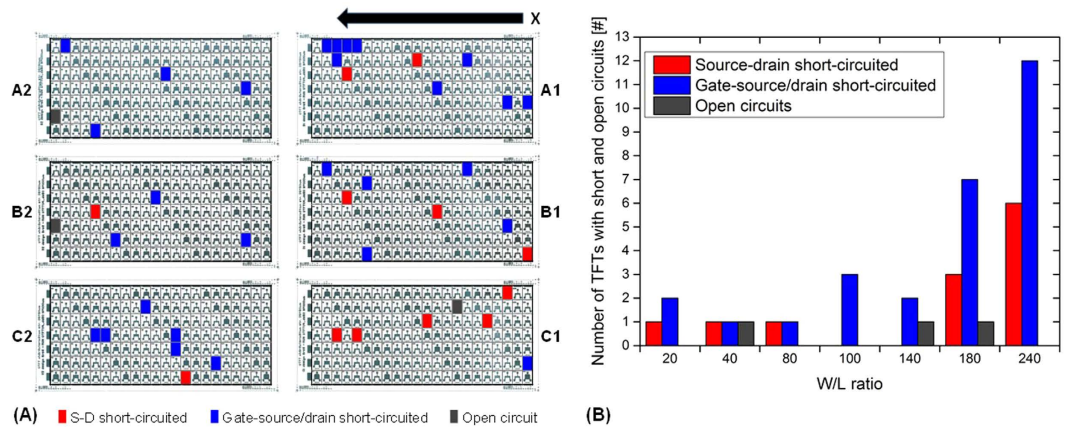 X
A2
A1
B2
B1
C2
C1
(A)
S-D short-circuited
Gate-source/drain short-circuited
Open circuit
Number of TFTs with short and open circuits [#]
13
12
11
10
9
8
7
6
5
4
3
2
1
0
Source-drain short-circuited
Gate-source/drain short-circuited
Open circuits
20 40 80 100 140 180 240
W/L ratio
(B)